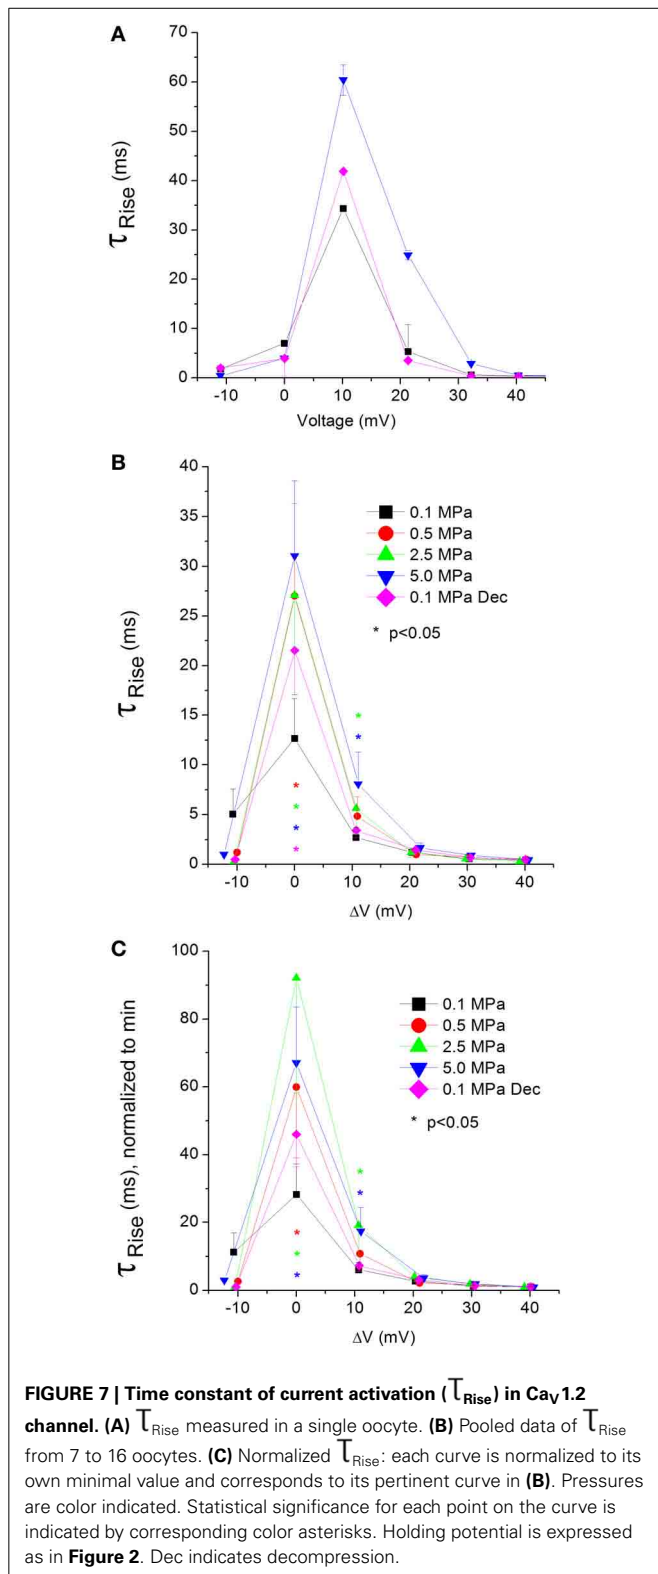 A
70
60
50
40
30
20
10
0
τRise (ms)
-10 0 10 20 30 40
Voltage (mV)
B
40
35
30
25
20
15
10
5
0
τRise (ms)
0.1 MPa
0.5 MPa
2.5 MPa
5.0 MPa
0.1 MPa Dec
* p<0.05
*
*
*
*
*
*
-10 0 10 20 30 40
ΔV (mV)
C
100
80
60
40
20
0
τRise (ms), normalized to min
0.1 MPa
0.5 MPa
2.5 MPa
5.0 MPa
0.1 MPa Dec
* p<0.05
*
*
*
*
*
-10 0 10 20 30 40
ΔV (mV)
FIGURE 7 | Time constant of current activation (τRise) in CaV1.2
channel. (A) τRise measured in a single oocyte. (B) Pooled data of τRise
from 7 to 16 oocytes. (C) Normalized τRise: each curve is normalized to its
own minimal value and corresponds to its pertinent curve in (B). Pressures
are color indicated. Statistical significance for each point on the curve is
indicated by corresponding color asterisks. Holding potential is expressed
as in Figure 2. Dec indicates decompression.